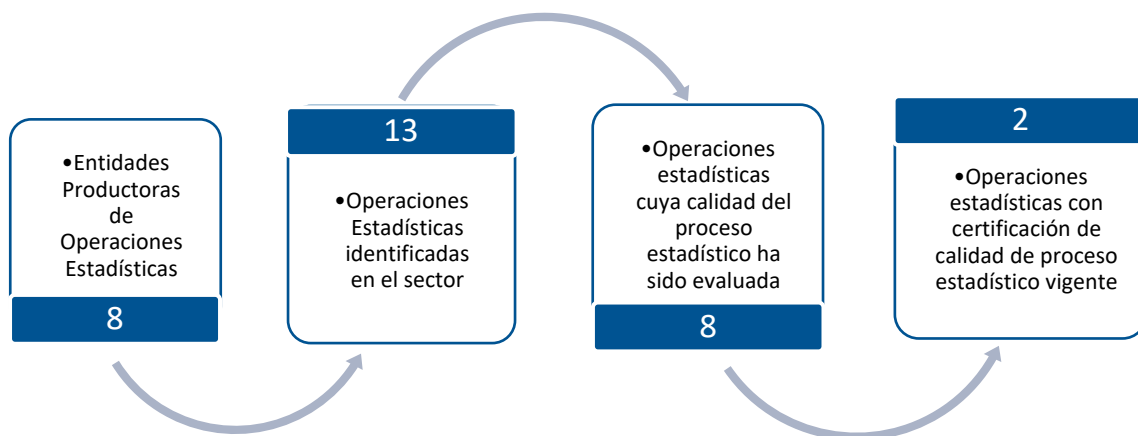 •Entidades
Productoras
de
Operaciones
Estadísticas
8
13
•Operaciones
Estadísticas
identificadas
en el sector
•Operaciones
estadísticas
cuya calidad del
proceso
estadístico ha
sido evaluada
8
2
•Operaciones
estadísticas con
certificación de
calidad de proceso
estadístico vigente